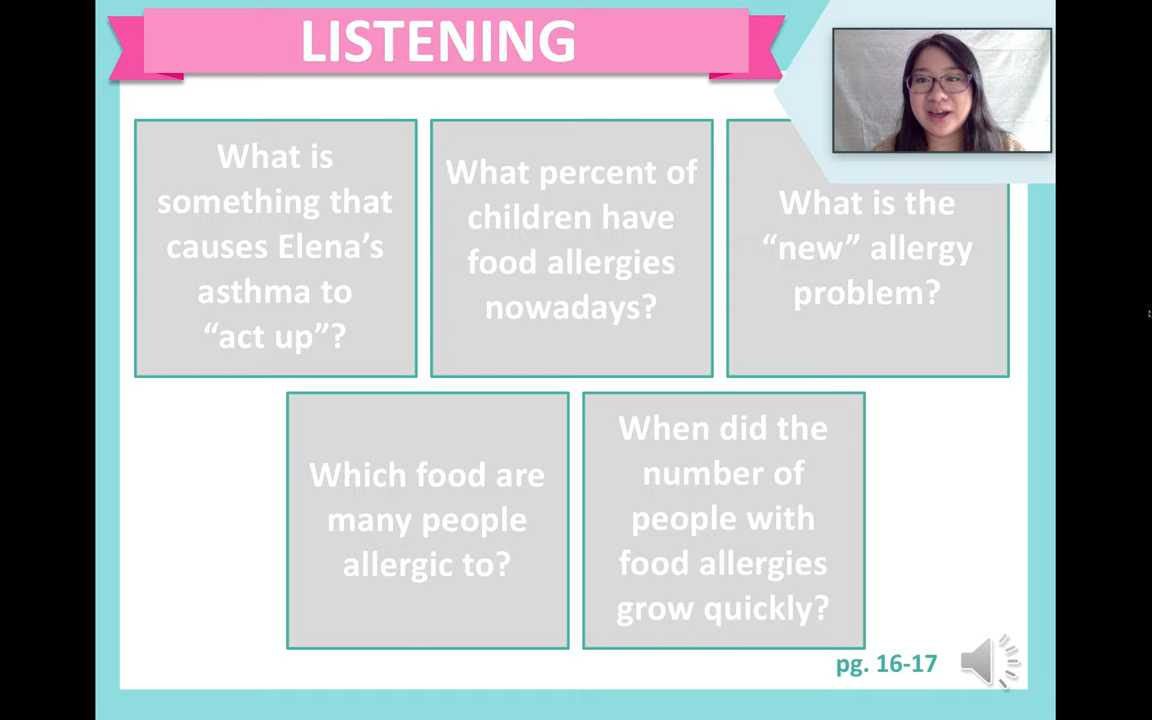 LISTENING
What is
something that
causes Elena’s
asthma to
“act up”?
What percent of
children have
food allergies
nowadays?
What is the
“new” allergy
problem?
Which food are
many people
allergic to?
When did the
number of
people with
food allergies
grow quickly?
pg. 16-17